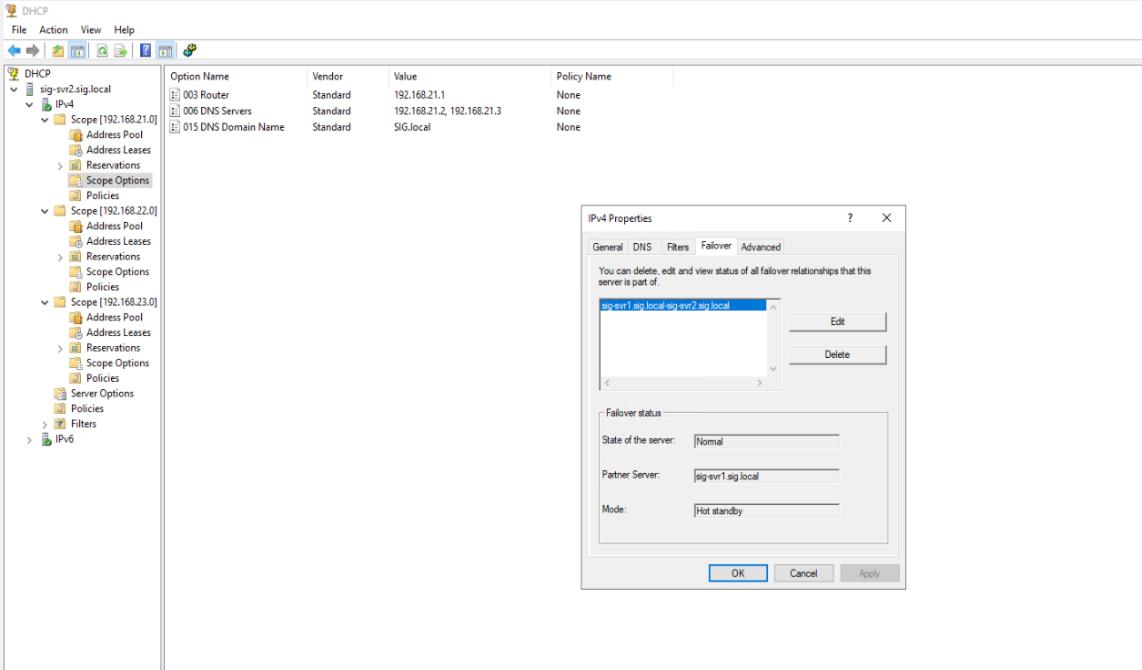 DHCP
File Action View Help
DHCP
sig-svr2.sig.local
IPv4
Scope [192.168.21.0]
Address Pool
Address Leases
Reservations
Scope Options
Policies
Scope [192.168.22.0]
Address Pool
Address Leases
Reservations
Scope Options
Policies
Scope [192.168.23.0]
Address Pool
Address Leases
Reservations
Scope Options
Policies
Server Options
Policies
Filters
IPv6
Option Name Vendor Value Policy Name
003 Router Standard 192.168.21.1 None
006 DNS Servers Standard 192.168.21.2, 192.168.21.3 None
015 DNS Domain Name Standard SIG.local None
IPv4 Properties ?
General DNS Filters Failover Advanced
You can delete, edit and view status of all failover relationships that this
server is part of.
sig-svr1.sig.local-sig-svr2.sig.local
Edit
Delete
Failover status
State of the server: Normal
Partner Server: sig-svr1.sig.local
Mode: Hot standby
OK Cancel Apply